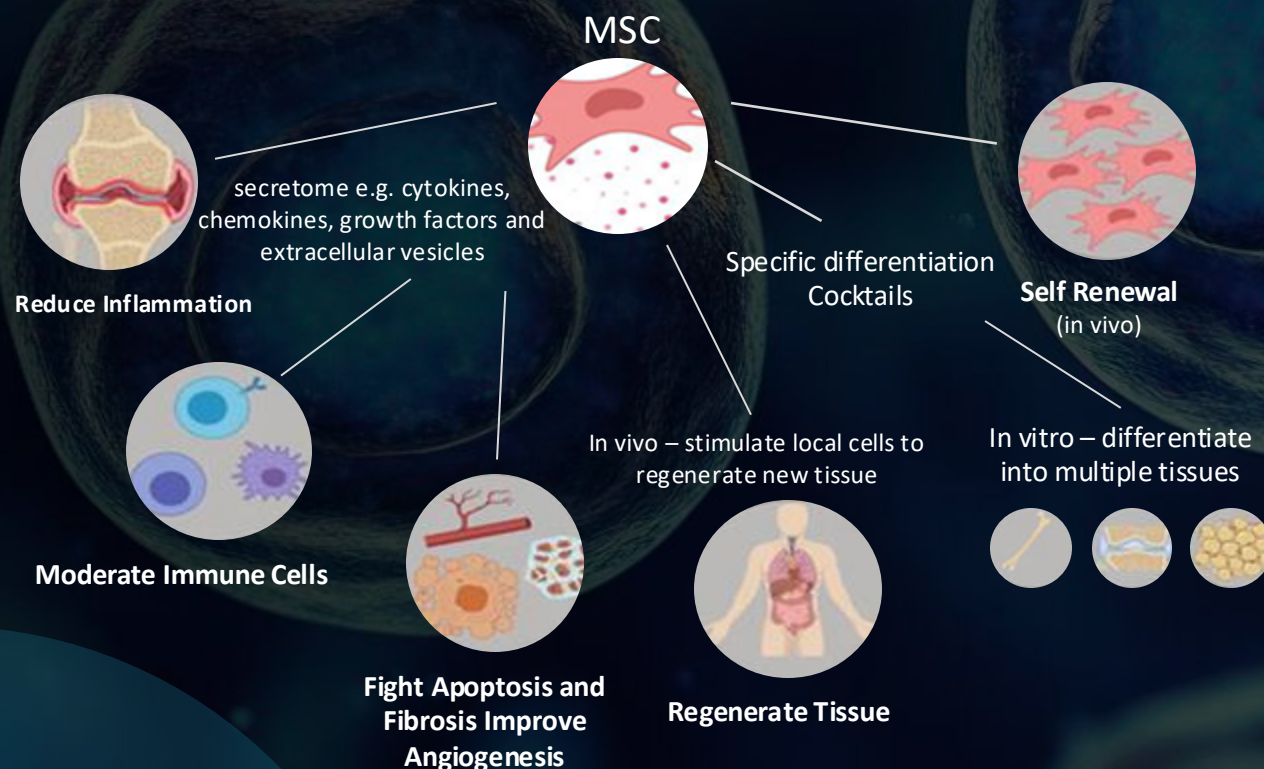 MSC
secretome e.g. cytokines,
chemokines, growth factors and
extracellular vesicles
Reduce Inflammation
Specific differentiation
Cocktails
Self Renewal
(in vivo)
In vivo – stimulate local cells to
regenerate new tissue
In vitro – differentiate
into multiple tissues
Moderate Immune Cells
Fight Apoptosis and
Fibrosis Improve
Angiogenesis
Regenerate Tissue